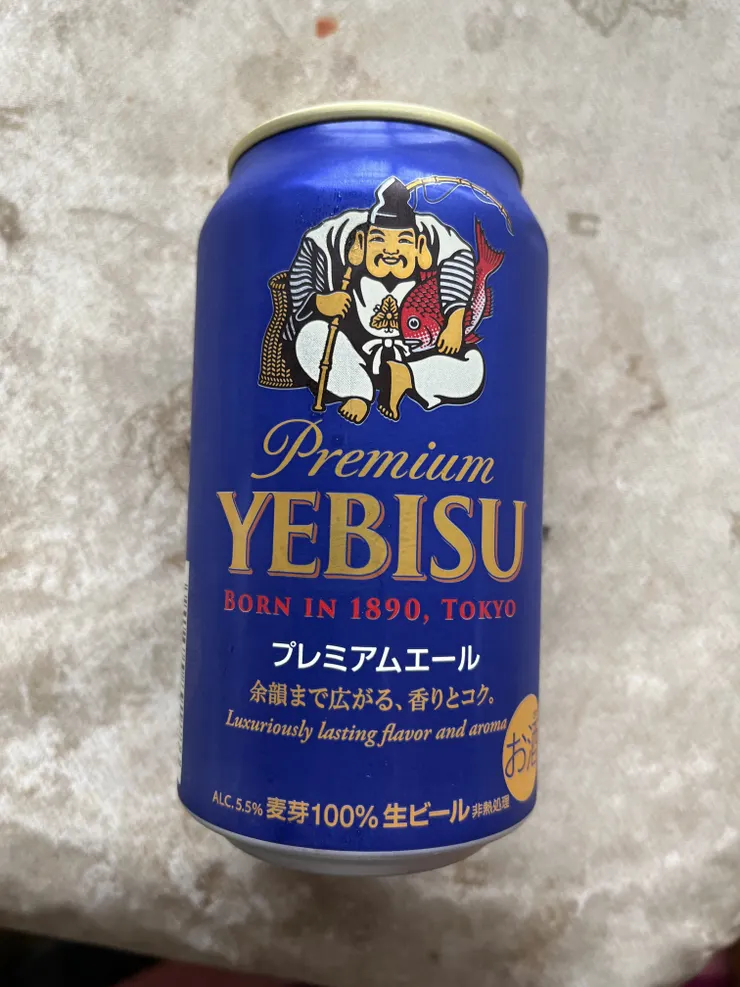 Premium
YEBISU
BORN IN 1890, TOKYO
プレミアムエール
余韻まで広がる、香りとコク。
Luxuriously lasting flavor and aroma
お酒
ALC.5.5% 麦芽100% 生ビール 非熱処理